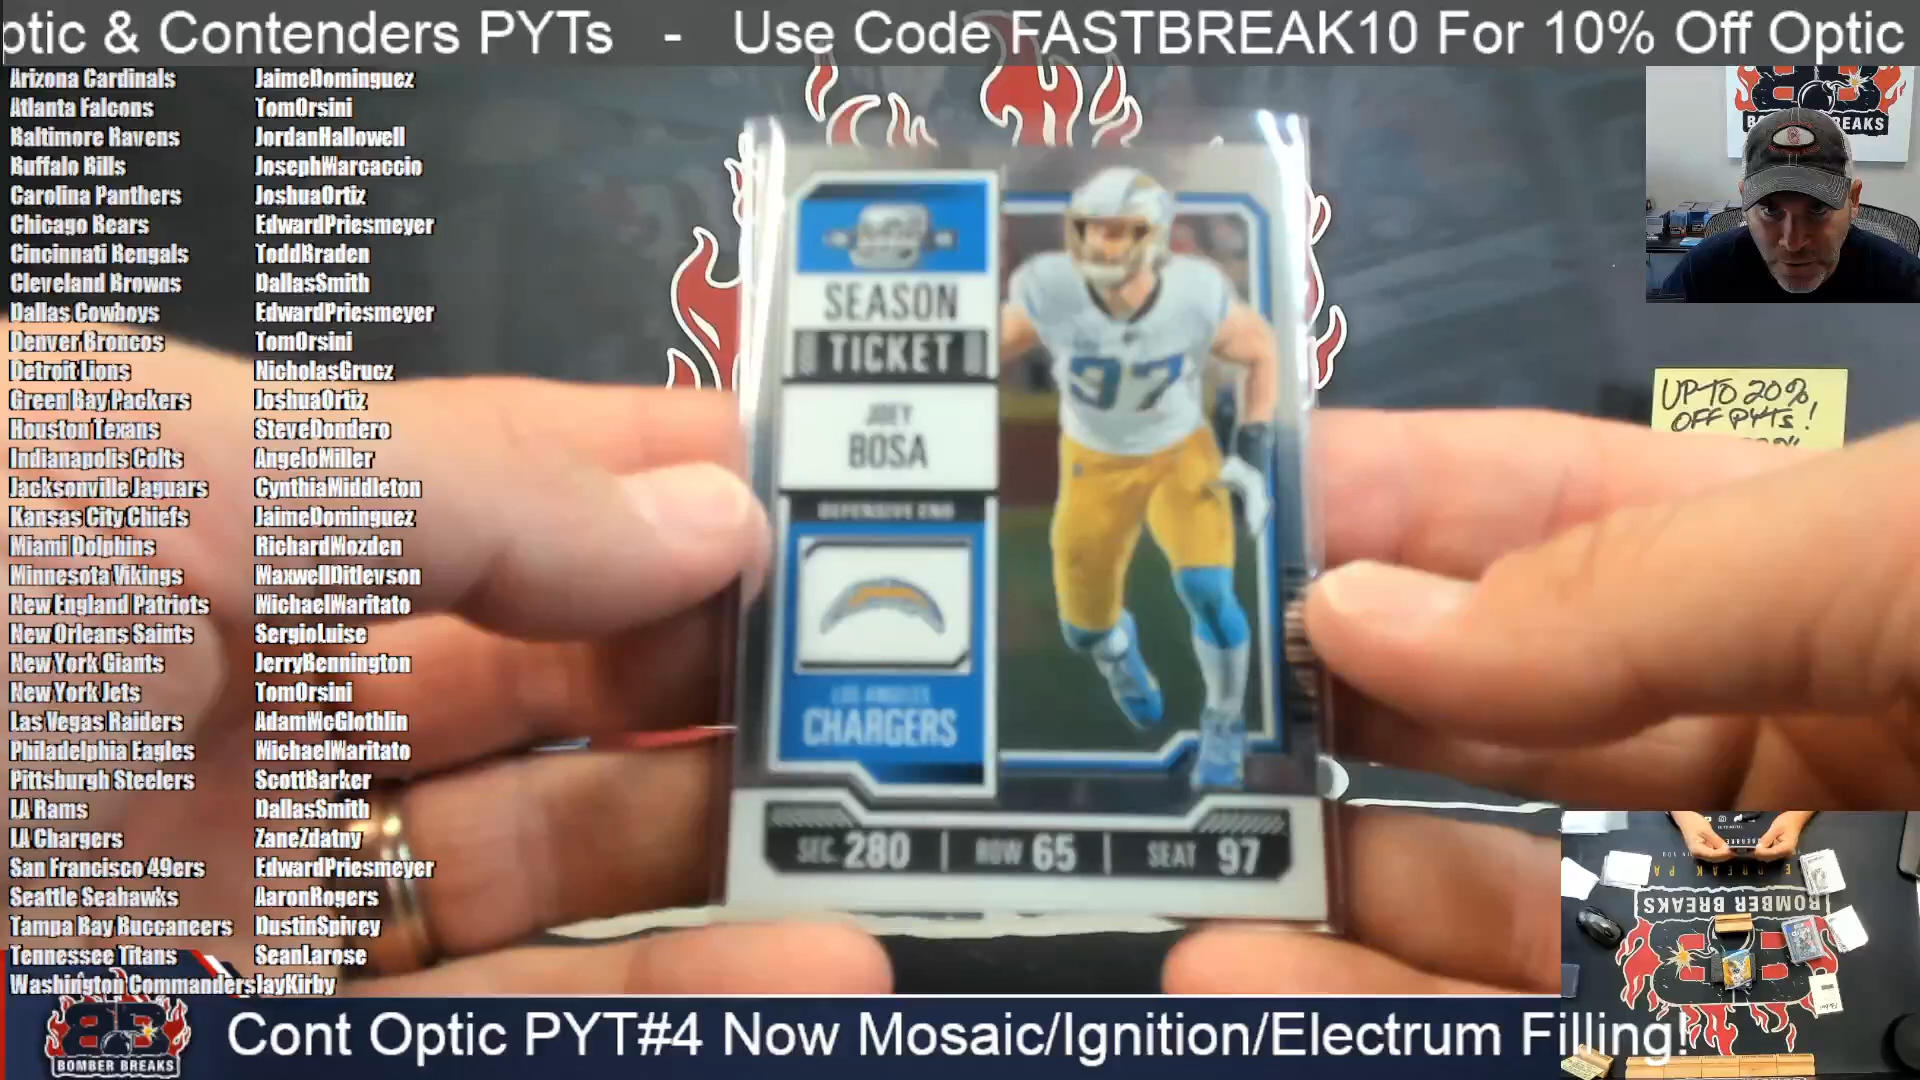 ptic & Contenders PYTs - Use Code FASTBREAK10 For 10% Off Optic
Arizona Cardinals JaimeDominguez
Atlanta Falcons TomOrsini
Baltimore Ravens JordanHallowell
Buffalo Bills JosephMarcaccio
Carolina Panthers JoshuaOrtiz
Chicago Bears EdwardPriesmeyer
Cincinnati Bengals ToddBraden
Cleveland Browns DallasSmith
Dallas Cowboys EdwardPriesmeyer
Denver Broncos TomOrsini
Detroit Lions NicholasGrucz
Green Bay Packers JoshuaOrtiz
Houston Texans SteveDondero
Indianapolis Colts AngeloMiller
Jacksonville Jaguars CynthiaMiddleton
Kansas City Chiefs JaimeDominguez
Miami Dolphins RichardMozden
Minnesota Vikings MaxwellDitlevson
New England Patriots MichaelMaritato
New Orleans Saints SergioLuise
New York Giants JerryBennington
New York Jets TomOrsini
Las Vegas Raiders AdamMcGlothlin
Philadelphia Eagles MichaelMaritato
Pittsburgh Steelers ScottBarker
LA Rams DallasSmith
LA Chargers ZaneZdatny
San Francisco 49ers EdwardPriesmeyer
Seattle Seahawks AaronRogers
Tampa Bay Buccaneers DustinSpivey
Tennessee Titans SeanLarose
Washington Commanders JayKirby
SEASON
TICKET
JOEY
BOSA
DEFENSIVE END
LOS ANGELES
CHARGERS
97
SEC 280 | ROW 65 | SEAT 97
UP TO 20%
OFF PYTs!
BOMBER BREAKS
BOMBER BREAKS
Cont Optic PYT#4 Now Mosaic/Ignition/Electrum Filling!